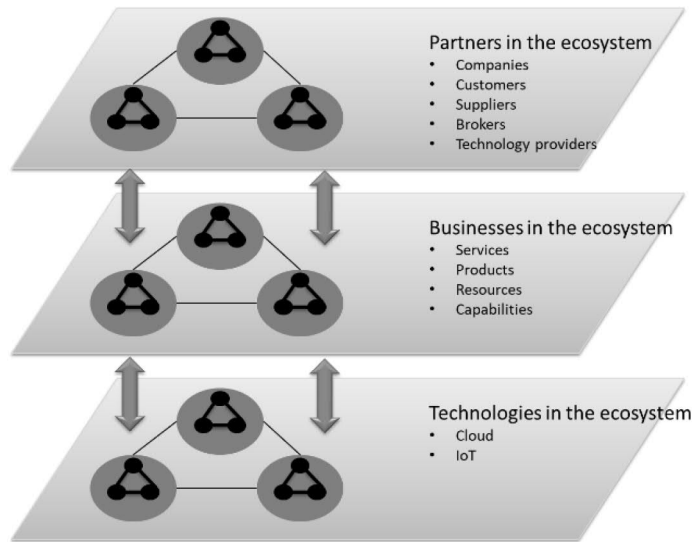 Partners in the ecosystem
• Companies
• Customers
• Suppliers
• Brokers
• Technology providers
Businesses in the ecosystem
• Services
• Products
• Resources
• Capabilities
Technologies in the ecosystem
• Cloud
• IoT